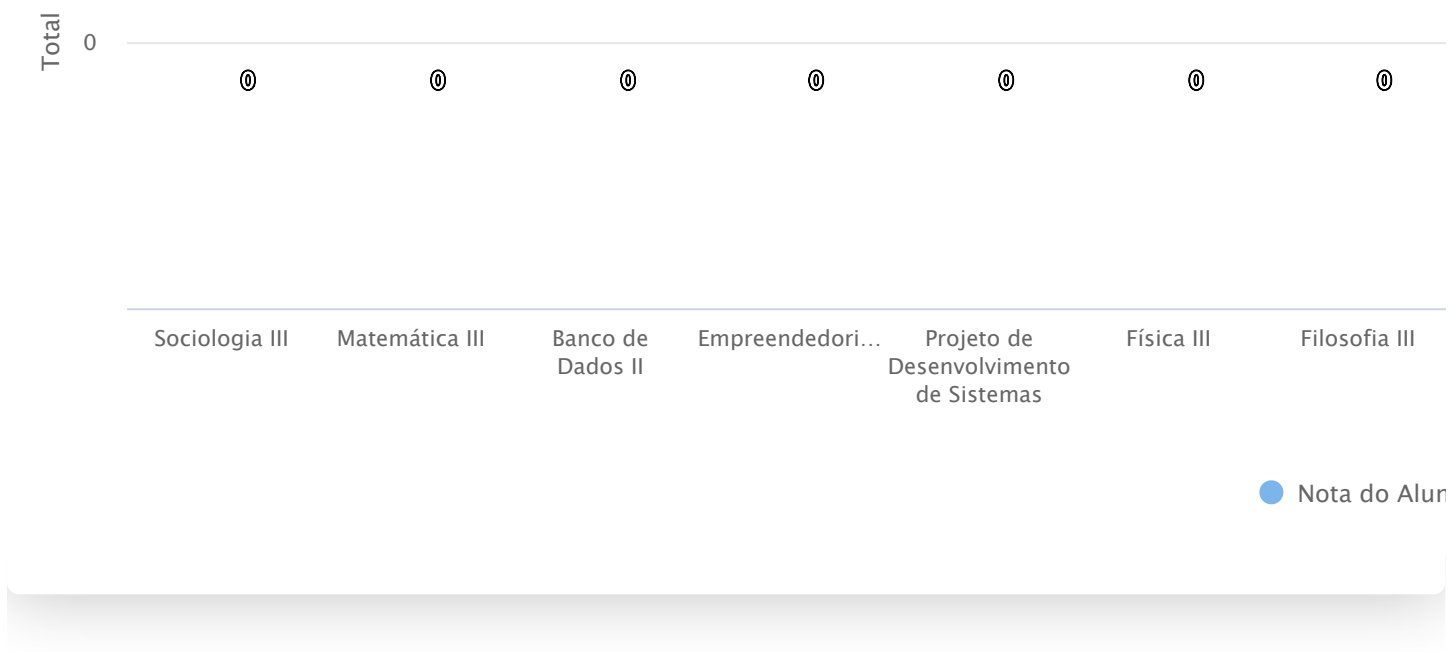 Total
0
0 0 0 0 0 0 0
Sociologia III Matemática III Banco de Dados II Empreendedori... Projeto de Desenvolvimento de Sistemas Física III Filosofia III
Nota do Alun